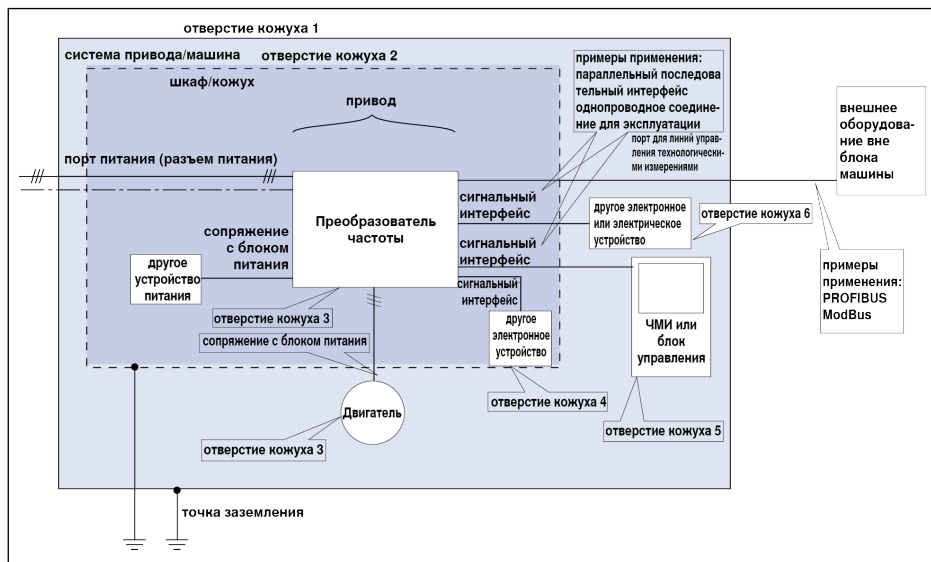 отверстие кожуха 1
система привода/машина
отверстие кожуха 2
шкаф/кожух
привод
примеры применения:
параллельный последова
тельный интерфейс
однопроводное соедине-
ние для эксплуатации
порт для линий управ-
ления технологически-
ми измерениями
внешнее
оборудова-
ние вне
блока
машины
порт питания (разъем питания)
Преобразователь
частоты
сигнальный
интерфейс
другое электронное
или электрическое
устройство
отверстие кожуха 6
сопряжение
с блоком
питания
сигнальный
интерфейс
другое
устройство
питания
сигнальный
интерфейс
примеры
применения:
PROFIBUS
ModBus
отверстие кожуха 3
другое
электронное
устройство
ЧМИ или
блок
управления
сопряжение с блоком питания
отверстие кожуха 4
Двигатель
отверстие кожуха 5
отверстие кожуха 3
точка заземления